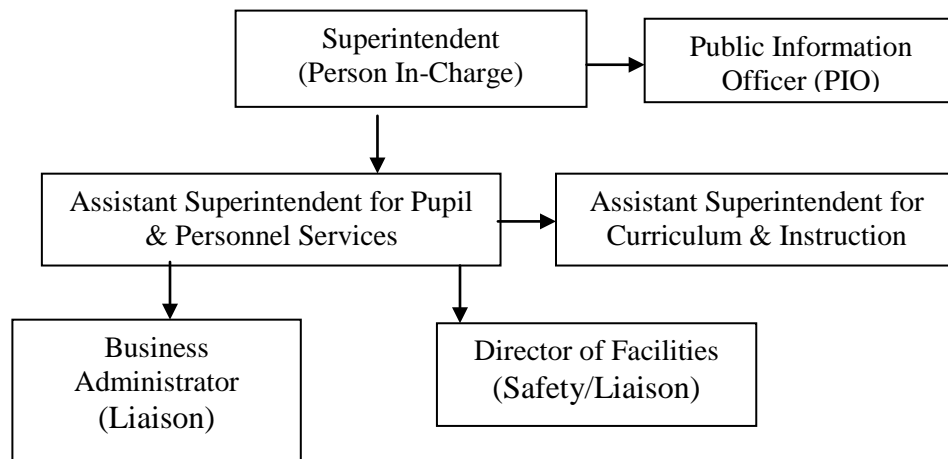 Superintendent
(Person In-Charge)
Public Information
Officer (PIO)
Assistant Superintendent for Pupil
& Personnel Services
Assistant Superintendent for
Curriculum & Instruction
Business
Administrator
(Liaison)
Director of Facilities
(Safety/Liaison)